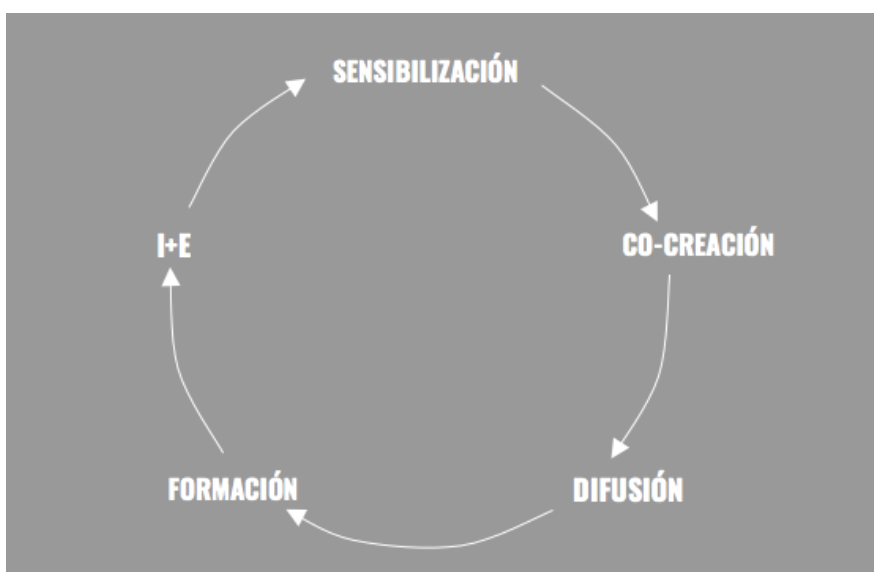 SENSIBILIZACIÓN
CO-CREACIÓN
DIFUSIÓN
FORMACIÓN
I+E